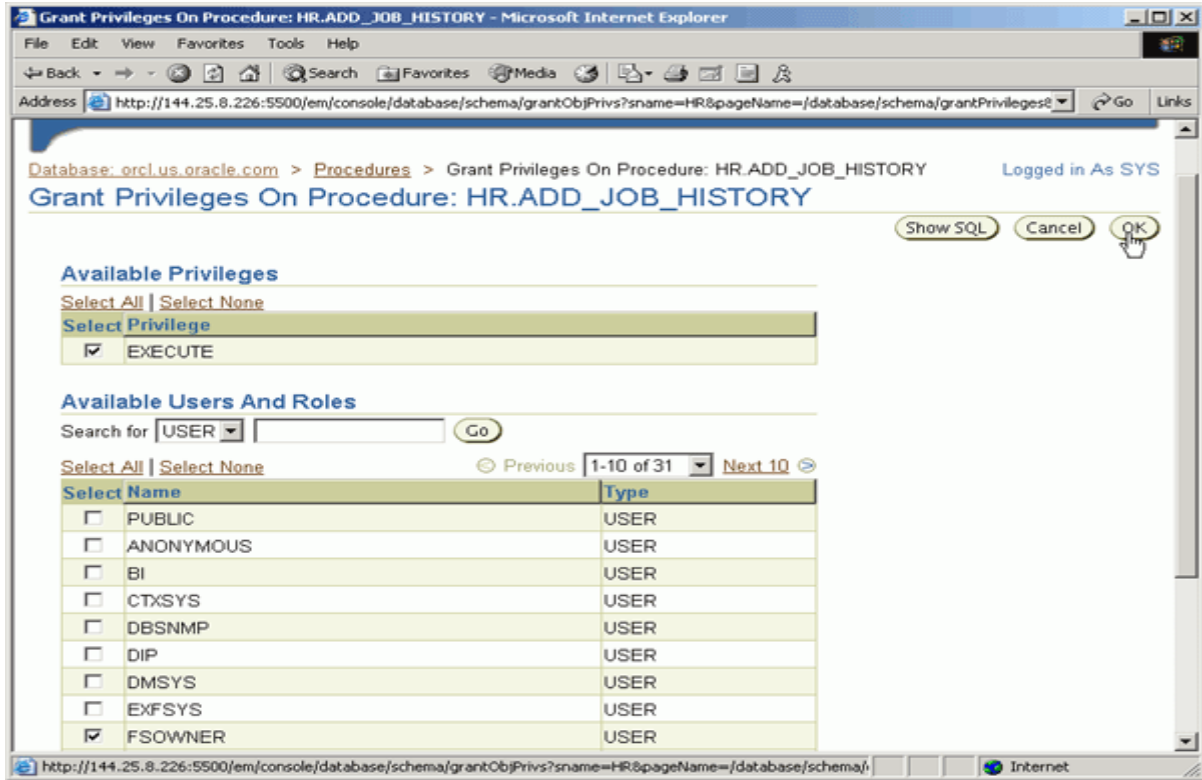 Grant Privileges On Procedure: HR.ADD_JOB_HISTORY - Microsoft Internet Explorer
File Edit View Favorites Tools Help
Back Search Favorites Media
Address http://144.25.8.226:5500/em/console/database/schema/grantObjPrivs?sname=HR&pageName=/database/schema/grantPrivileges& Go Links
Database: orcl.us.oracle.com > Procedures > Grant Privileges On Procedure: HR.ADD_JOB_HISTORY Logged in As SYS
Grant Privileges On Procedure: HR.ADD_JOB_HISTORY
Show SQL Cancel OK
Available Privileges
Select All | Select None
Select Privilege
EXECUTE
Available Users And Roles
Search for USER Go
Select All | Select None Previous 1-10 of 31 Next 10
Select Name Type
PUBLIC USER
ANONYMOUS USER
BI USER
CTXSYS USER
DBSNMP USER
DIP USER
DMSYS USER
EXFSYS USER
FSOWNER USER
http://144.25.8.226:5500/em/console/database/schema/grantObjPrivs?sname=HR&pageName=/database/schema/ Internet